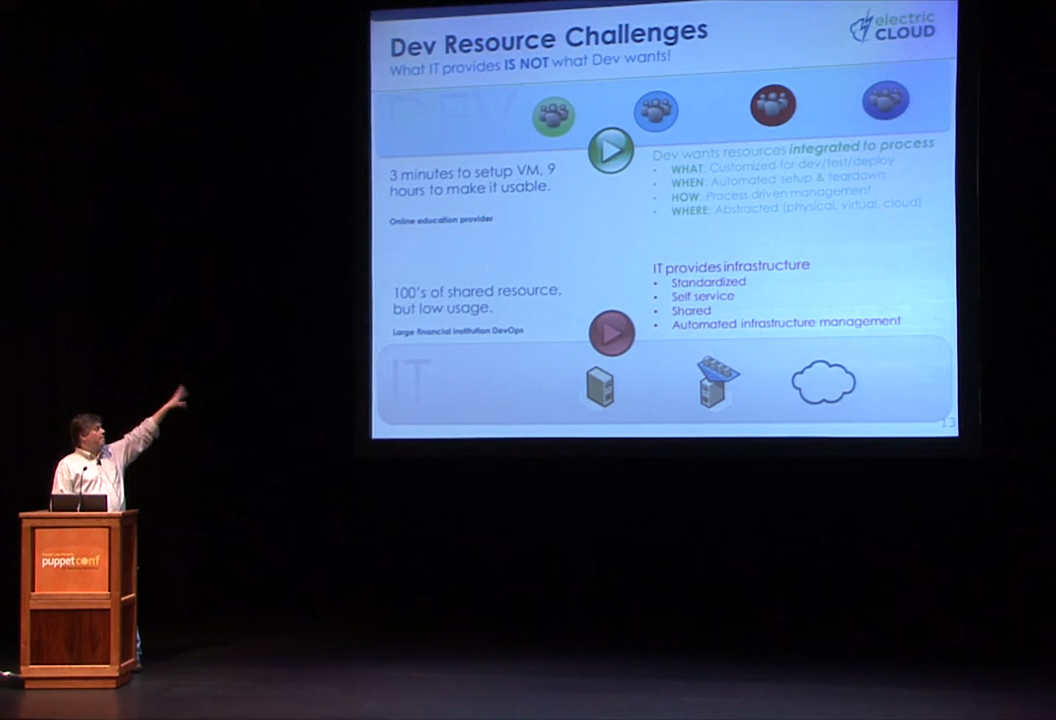 Dev Resource Challenges
What IT provides IS NOT what Dev wants!
electric
CLOUD
DEV
3 minutes to setup VM, 9
hours to make it usable.
Online education provider
Dev wants resources integrated to process
• WHAT: Customized for dev/test/deploy
• WHEN: Automated setup & teardown
• HOW: Process driven management
• WHERE: Abstracted (physical, virtual, cloud)
100's of shared resource,
but low usage.
Large financial institution DevOps
IT provides infrastructure
• Standardized
• Self service
• Shared
• Automated infrastructure management
IT
13
puppetconf